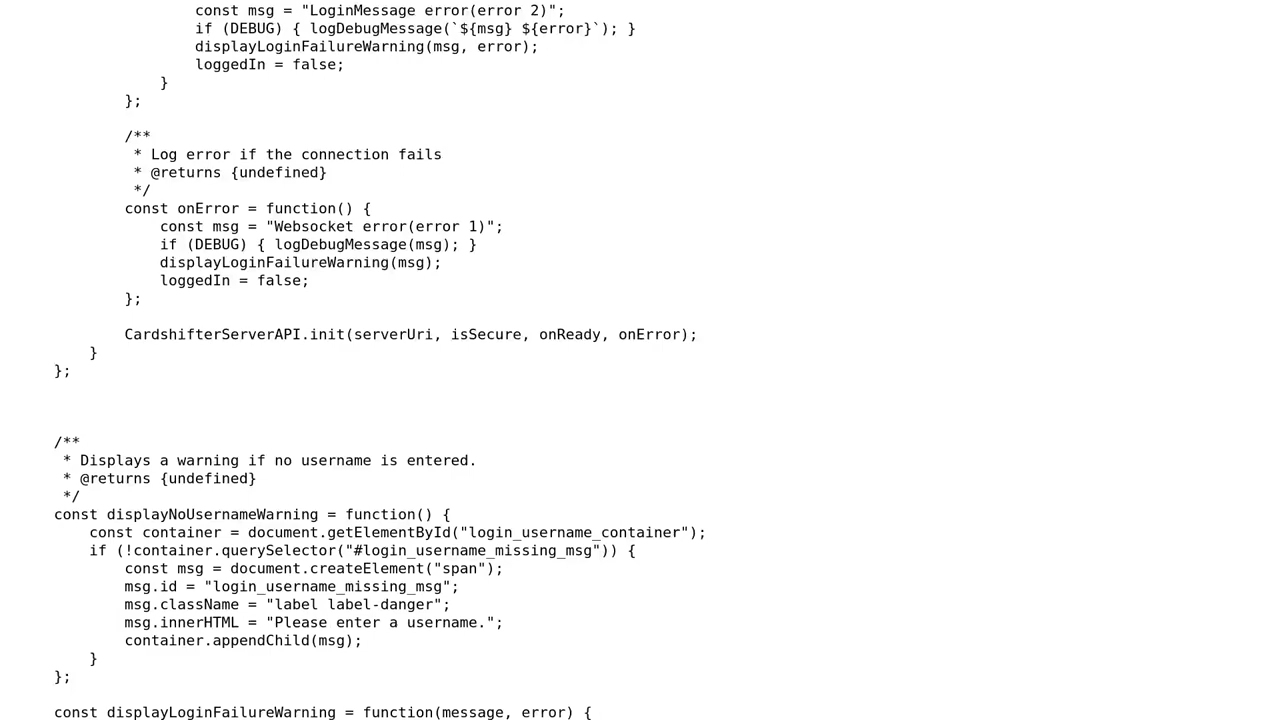 const msg = "LoginMessage error(error 2)";
if (DEBUG) { logDebugMessage(`${msg} ${error}`); }
displayLoginFailureWarning(msg, error);
loggedIn = false;
}
};
/**
* Log error if the connection fails
* @returns {undefined}
*/
const onError = function() {
const msg = "Websocket error(error 1)";
if (DEBUG) { logDebugMessage(msg); }
displayLoginFailureWarning(msg);
loggedIn = false;
};
CardshifterServerAPI.init(serverUri, isSecure, onReady, onError);
}
};
/**
* Displays a warning if no username is entered.
* @returns {undefined}
*/
const displayNoUsernameWarning = function() {
const container = document.getElementById("login_username_container");
if (!container.querySelector("#login_username_missing_msg")) {
const msg = document.createElement("span");
msg.id = "login_username_missing_msg";
msg.className = "label label-danger";
msg.innerHTML = "Please enter a username.";
container.appendChild(msg);
}
};
const displayLoginFailureWarning = function(message, error) {